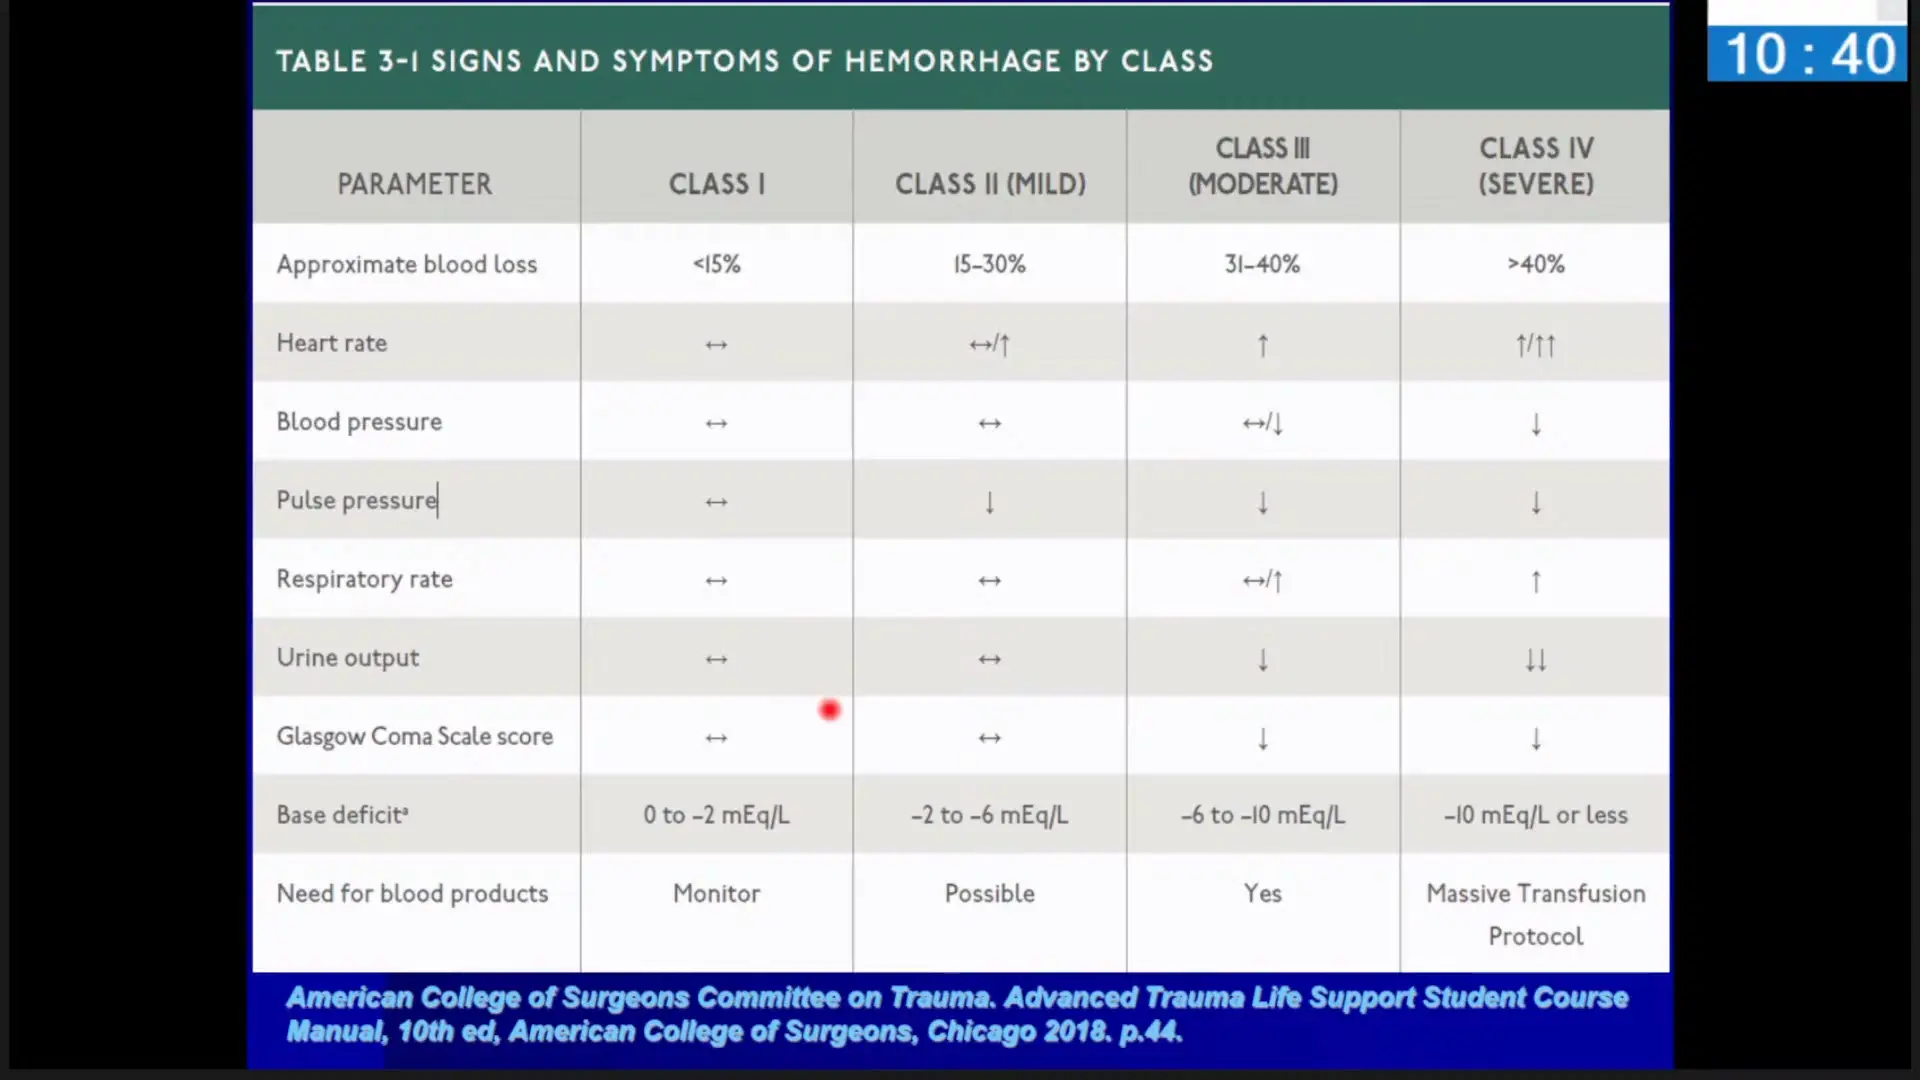 10 : 40
TABLE 3-1 SIGNS AND SYMPTOMS OF HEMORRHAGE BY CLASS
PARAMETER CLASS I CLASS II (MILD) CLASS III (MODERATE) CLASS IV (SEVERE)
Approximate blood loss <15% 15–30% 31–40% >40%
Heart rate ↔ ↔/↑ ↑ ↑/↑↑
Blood pressure ↔ ↔ ↔/↓ ↓
Pulse pressure ↔ ↓ ↓ ↓
Respiratory rate ↔ ↔ ↔/↑ ↑
Urine output ↔ ↔ ↓ ↓↓
Glasgow Coma Scale score ↔ ↔ ↓ ↓
Base deficitª 0 to –2 mEq/L –2 to –6 mEq/L –6 to –10 mEq/L –10 mEq/L or less
Need for blood products Monitor Possible Yes Massive Transfusion Protocol
American College of Surgeons Committee on Trauma. Advanced Trauma Life Support Student Course
Manual, 10th ed, American College of Surgeons, Chicago 2018. p.44.